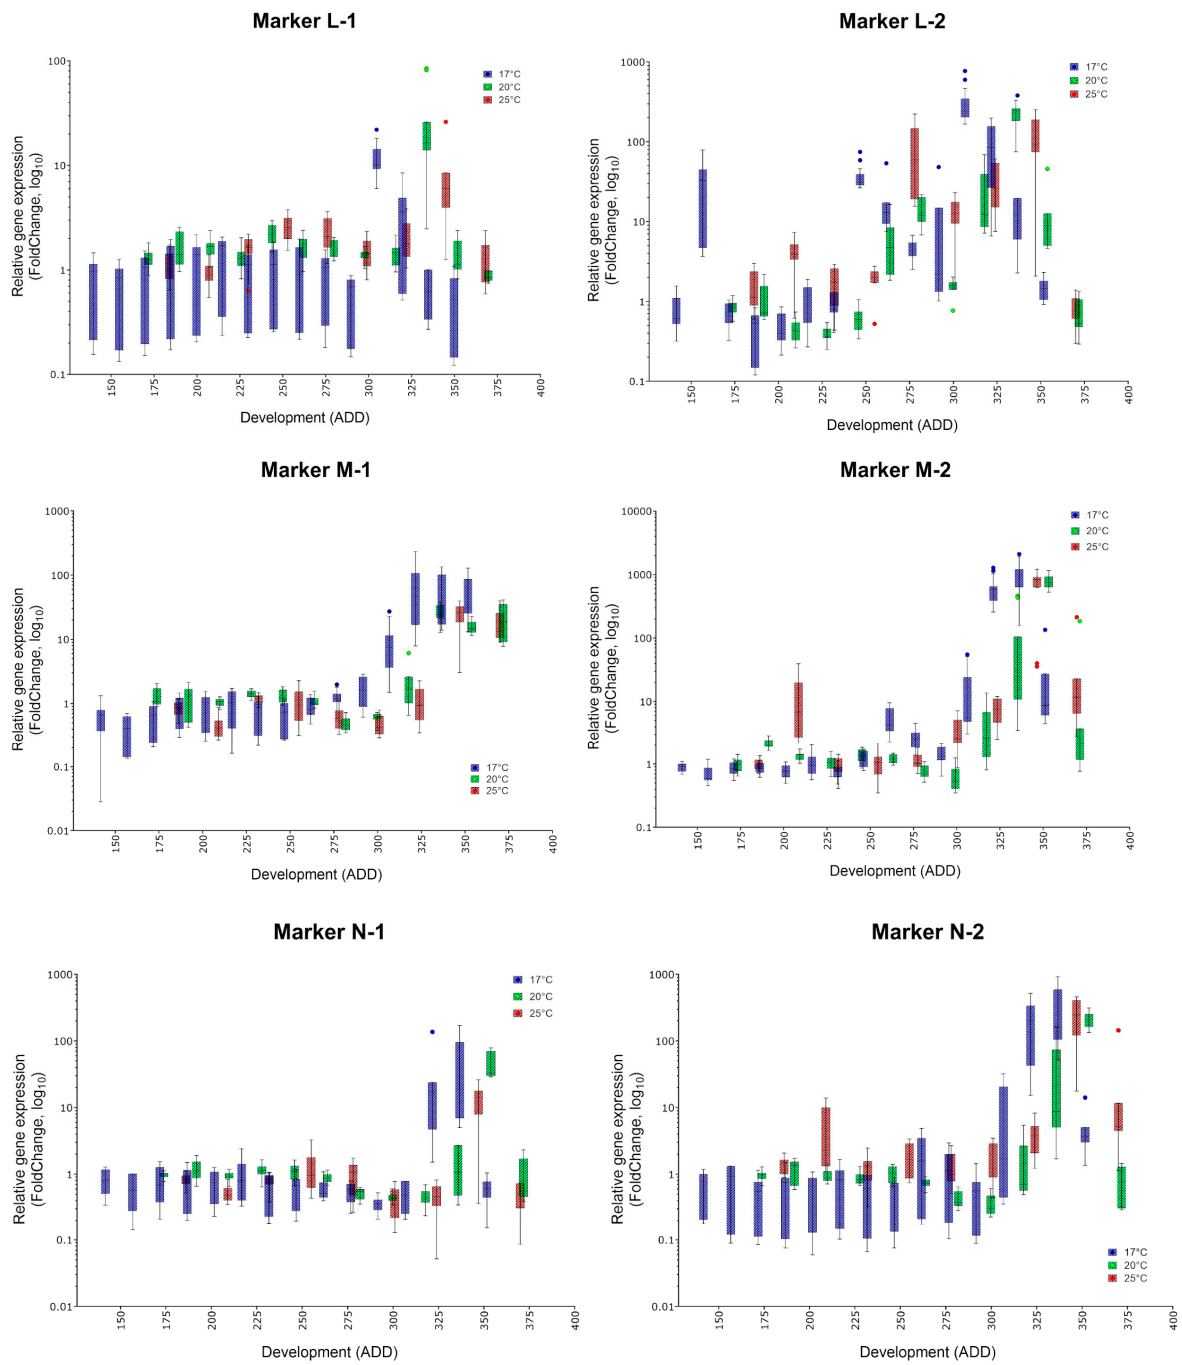 Marker L-1
Relative gene expression
(FoldChange, log10)
100
10
1
0.1
17°C
20°C
25°C
150
175
200
225
250
275
300
325
350
375
400
Development (ADD)
Marker L-2
Relative gene expression
(FoldChange, log10)
1000
100
10
1
0.1
17°C
20°C
25°C
150
175
200
225
250
275
300
325
350
375
400
Development (ADD)
Marker M-1
Relative gene expression
(FoldChange, log10)
1000
100
10
1
0.1
0.01
17°C
20°C
25°C
150
175
200
225
250
275
300
325
350
375
400
Development (ADD)
Marker M-2
Relative gene expression
(FoldChange, log10)
10000
1000
100
10
1
0.1
17°C
20°C
25°C
150
175
200
225
250
275
300
325
350
375
400
Development (ADD)
Marker N-1
Relative gene expression
(FoldChange, log10)
1000
100
10
1
0.1
0.01
17°C
20°C
25°C
150
175
200
225
250
275
300
325
350
375
400
Development (ADD)
Marker N-2
Relative gene expression
(FoldChange, log10)
1000
100
10
1
0.1
0.01
17°C
20°C
25°C
150
175
200
225
250
275
300
325
350
375
400
Development (ADD)